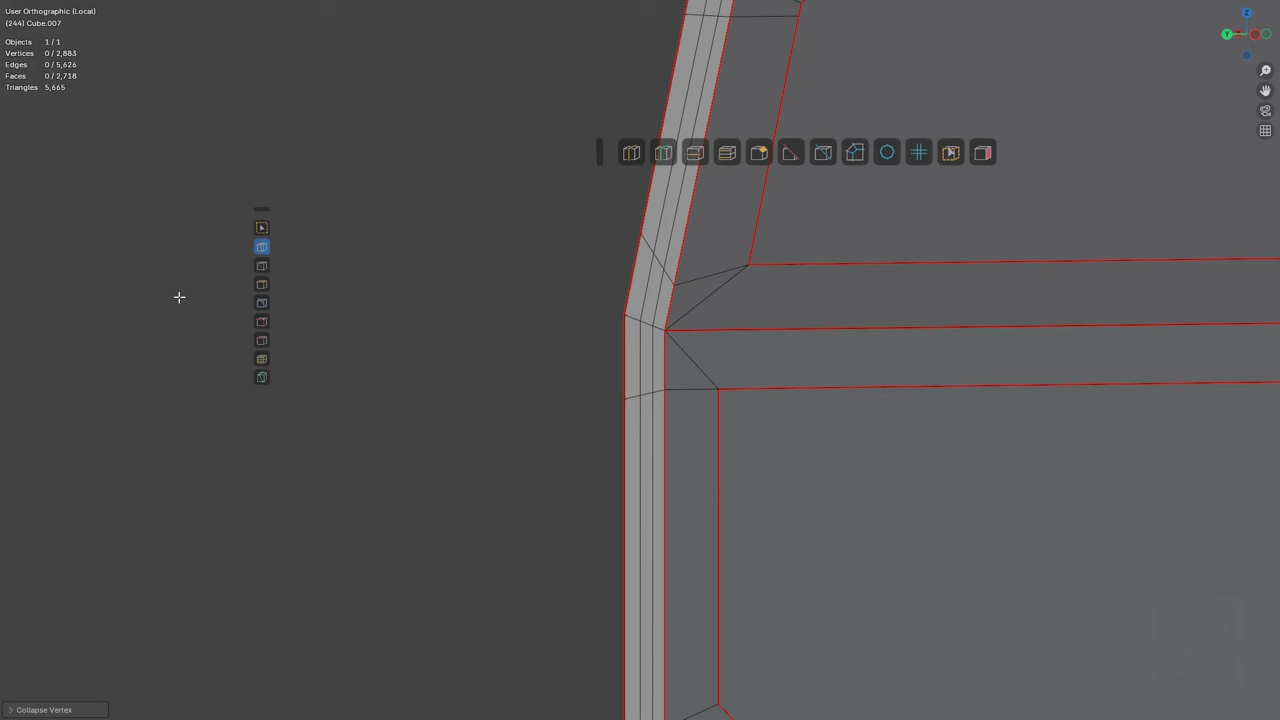 User Orthographic (Local)
(244) Cube.007
Objects 1 / 1
Vertices 0 / 2,883
Edges 0 / 5,626
Faces 0 / 2,718
Triangles 5,665
Z
Y
Collapse Vertex